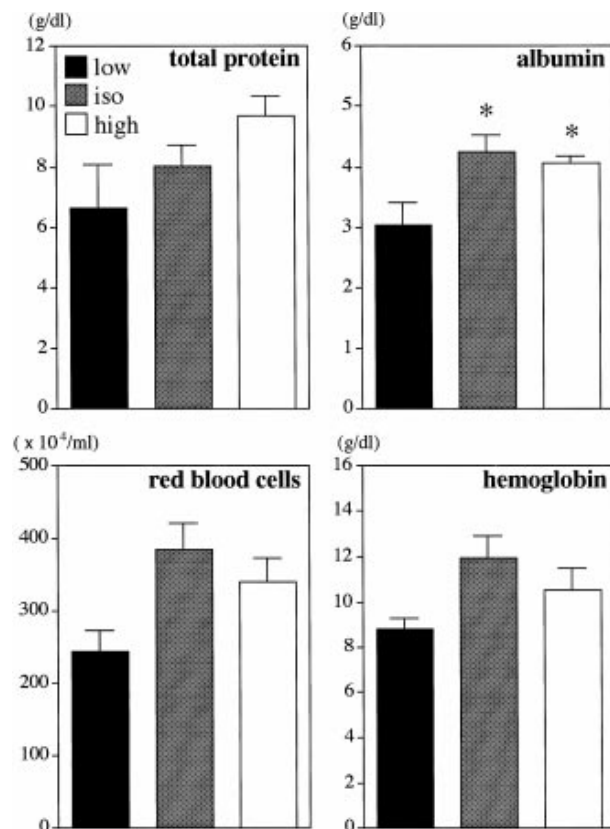 (g/dl)
total protein
low
iso
high
12
10
8
6
4
2
0
(g/dl)
albumin
6
5
4
3
2
1
0
*
*
( x 10⁴/ml)
red blood cells
500
400
300
200
100
0
(g/dl)
hemoglobin
16
14
12
10
8
6
4
2
0